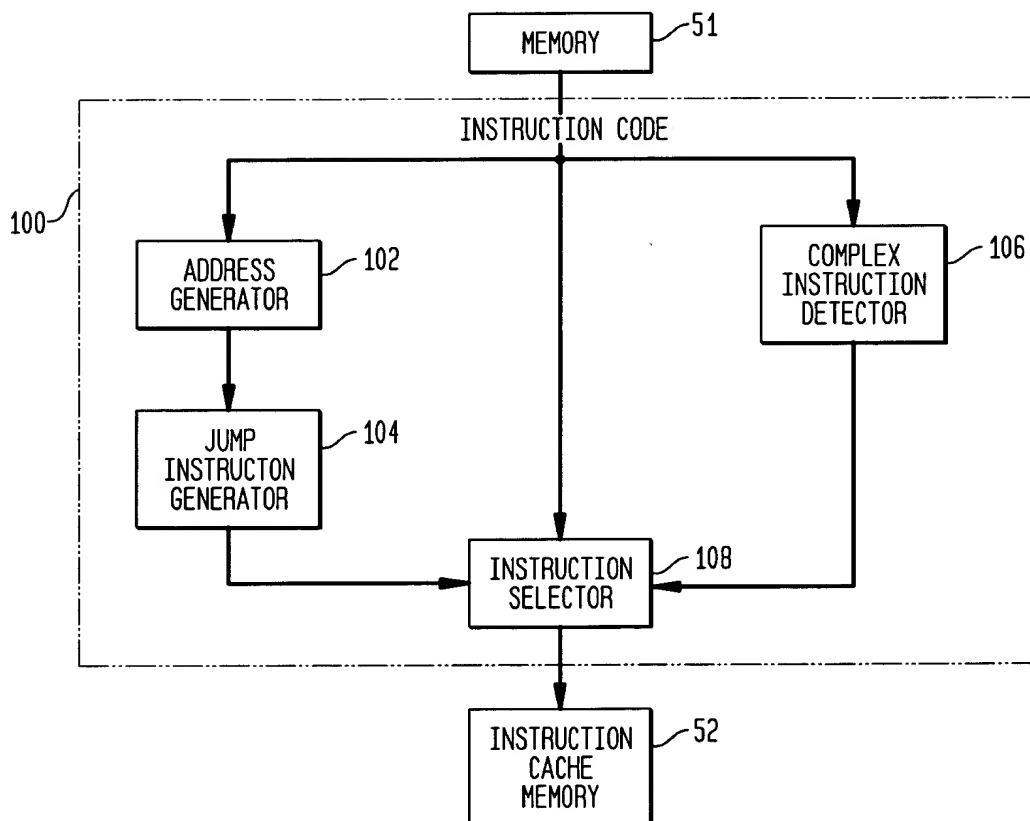 51
MEMORY
INSTRUCTION CODE
100
ADDRESS
GENERATOR
102
COMPLEX
INSTRUCTION
DETECTOR
106
JUMP
INSTRUCTON
GENERATOR
104
INSTRUCTION
SELECTOR
108
INSTRUCTION
CACHE
MEMORY
52